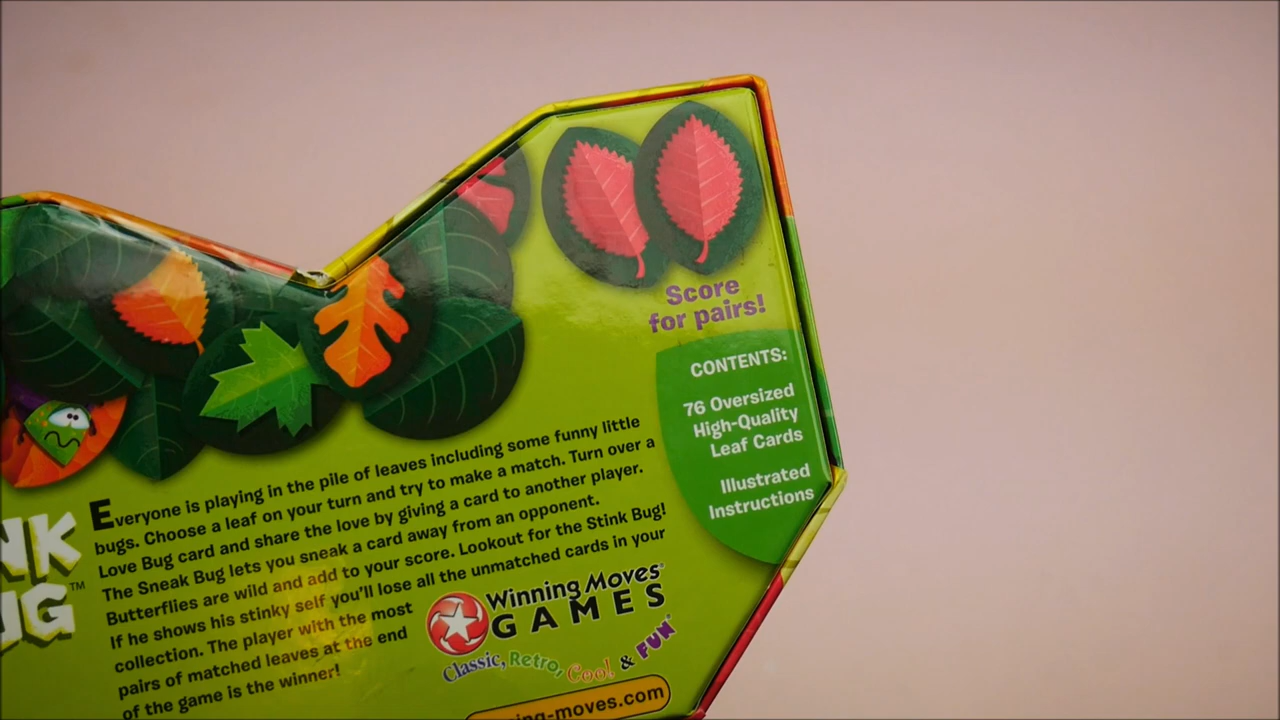 Score
for pairs!
CONTENTS:
76 Oversized
High-Quality
Leaf Cards
Illustrated
Instructions
Everyone is playing in the pile of leaves including some funny little
bugs. Choose a leaf on your turn and try to make a match. Turn over a
Love Bug card and share the love by giving a card to another player.
The Sneak Bug lets you sneak a card away from an opponent.
Butterflies are wild and add to your score. Lookout for the Stink Bug!
If he shows his stinky self you'll lose all the unmatched cards in your
collection. The player with the most
pairs of matched leaves at the end
of the game is the winner!
NK
UG™
Winning Moves®
GAMES
Classic, Retro, Cool & FUN®
ng-moves.com